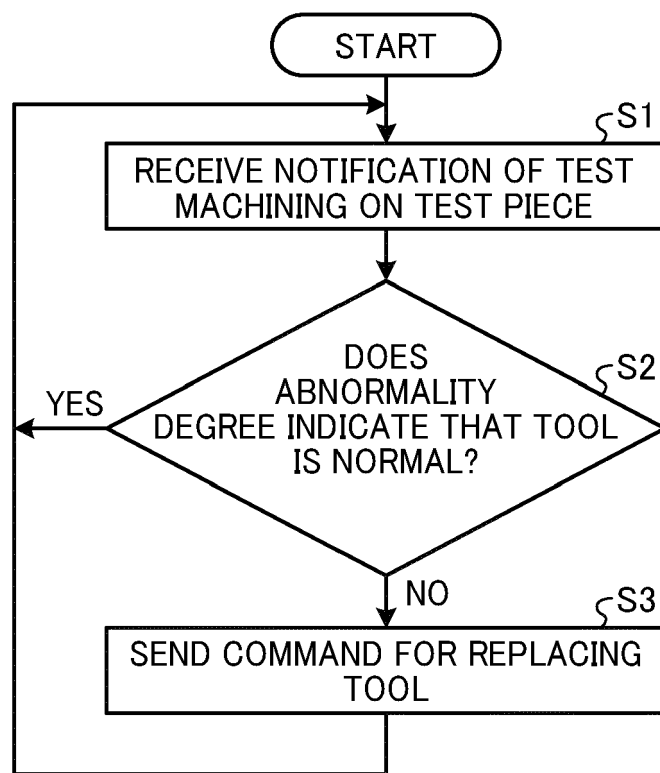 START
S1
RECEIVE NOTIFICATION OF TEST
MACHINING ON TEST PIECE
DOES
ABNORMALITY
DEGREE INDICATE THAT TOOL
IS NORMAL?
S2
YES
NO
S3
SEND COMMAND FOR REPLACING
TOOL